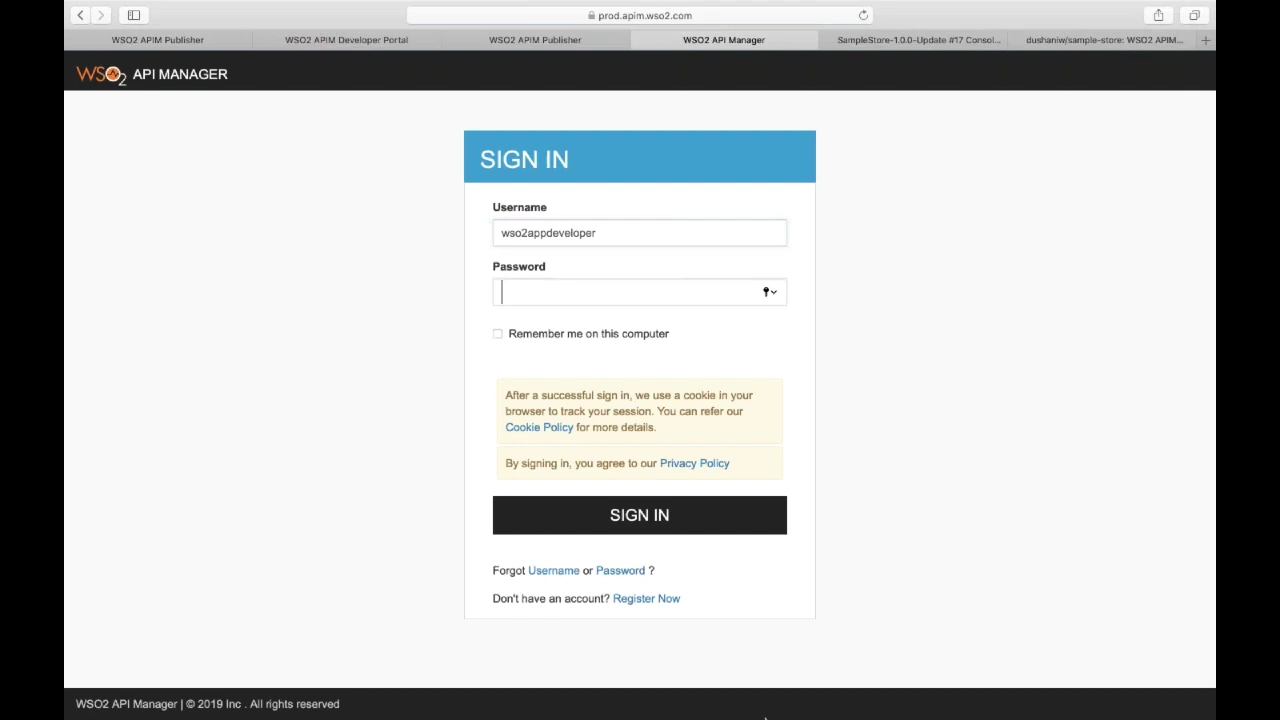 prod.apim.wso2.com
WSO2 APIM Publisher
WSO2 APIM Developer Portal
WSO2 APIM Publisher
WSO2 API Manager
SampleStore-1.0.0-Update #17 Consol...
dushaniw/sample-store: WSO2 APIM...
WSO2 API MANAGER
SIGN IN
Username
wso2appdeveloper
Password
Remember me on this computer
After a successful sign in, we use a cookie in your
browser to track your session. You can refer our
Cookie Policy for more details.
By signing in, you agree to our Privacy Policy
SIGN IN
Forgot Username or Password ?
Don't have an account? Register Now
WSO2 API Manager | © 2019 Inc . All rights reserved